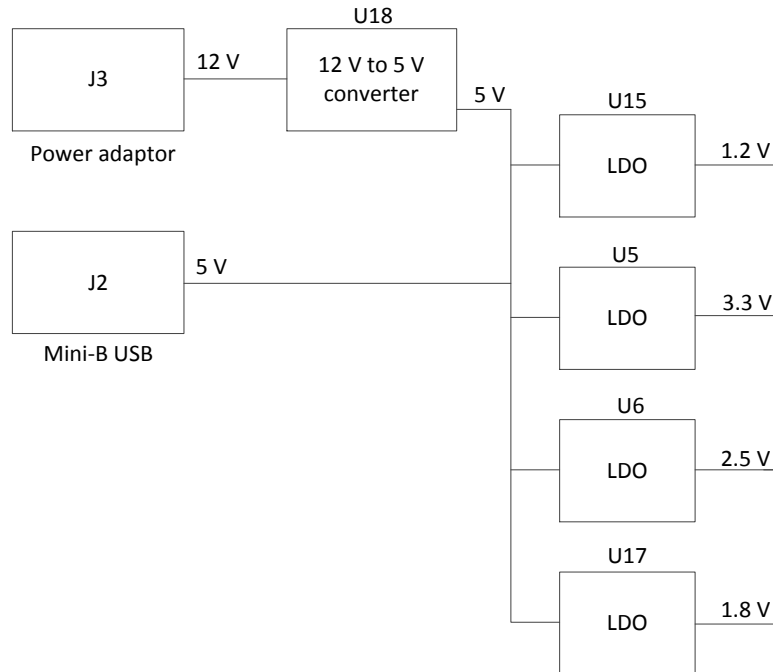 U18
J3
12 V
12 V to 5 V
converter
5 V
Power adaptor
U15
LDO
1.2 V
J2
5 V
Mini-B USB
U5
LDO
3.3 V
U6
LDO
2.5 V
U17
LDO
1.8 V